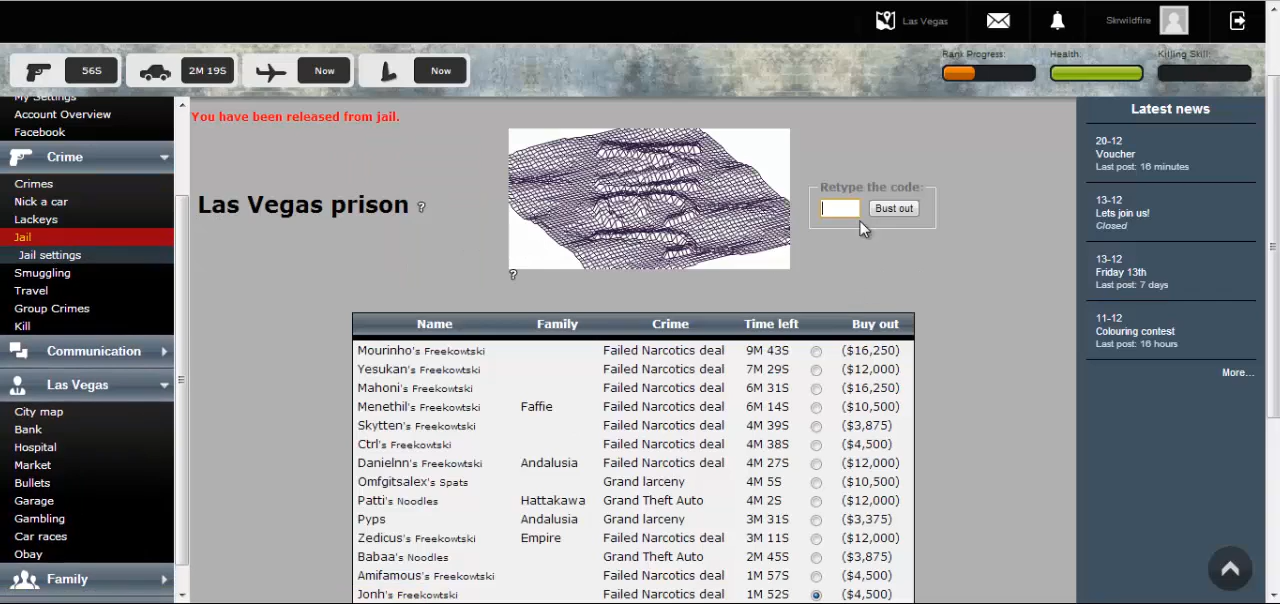 Las Vegas
Skrwildfire
56S
2M 19S
Now
Now
Rank Progress:
Health:
Killing Skill:
My Settings
Account Overview
Facebook
Crime
Crimes
Nick a car
Lackeys
Jail
Jail settings
Smuggling
Travel
Group Crimes
Kill
Communication
Las Vegas
City map
Bank
Hospital
Market
Bullets
Garage
Gambling
Car races
Obay
Family
You have been released from jail.
Las Vegas prison ?
?
Retype the code:
Bust out
Name Family Crime Time left Buy out
Mourinho's Freekowtski Failed Narcotics deal 9M 43S ($16,250)
Yesukan's Freekowtski Failed Narcotics deal 7M 29S ($12,000)
Mahoni's Freekowtski Failed Narcotics deal 6M 31S ($16,250)
Menethil's Freekowtski Faffie Failed Narcotics deal 6M 14S ($10,500)
Skytten's Freekowtski Failed Narcotics deal 4M 39S ($3,875)
Ctrl's Freekowtski Failed Narcotics deal 4M 38S ($4,500)
Danielnn's Freekowtski Andalusia Failed Narcotics deal 4M 27S ($12,000)
Omfgitsalex's Spats Grand larceny 4M 5S ($10,500)
Patti's Noodles Hattakawa Grand Theft Auto 4M 2S ($12,000)
Pyps Andalusia Grand larceny 3M 31S ($3,375)
Zedicus's Freekowtski Empire Failed Narcotics deal 3M 11S ($12,000)
Babaa's Noodles Grand Theft Auto 2M 45S ($3,875)
Amifamous's Freekowtski Failed Narcotics deal 1M 57S ($4,500)
Jonh's Freekowtski Failed Narcotics deal 1M 52S ($4,500)
Latest news
20-12
Voucher
Last post: 16 minutes
13-12
Lets join us!
Closed
13-12
Friday 13th
Last post: 7 days
11-12
Colouring contest
Last post: 16 hours
More...